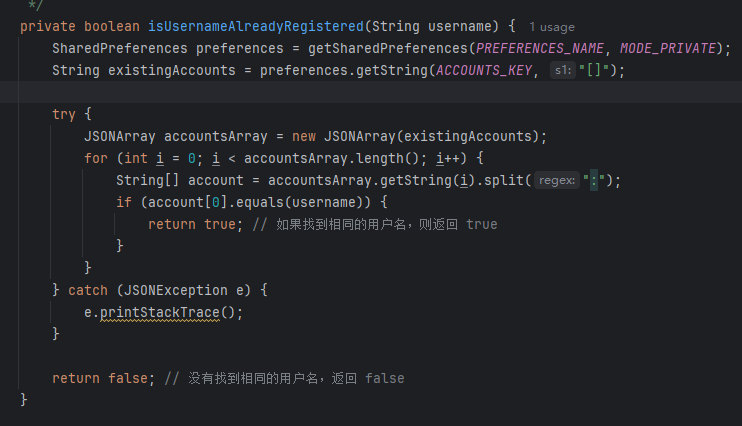 */
private boolean isUsernameAlreadyRegistered(String username) { 1 usage
SharedPreferences preferences = getSharedPreferences(PREFERENCES_NAME, MODE_PRIVATE);
String existingAccounts = preferences.getString(ACCOUNTS_KEY, s1: "[]");
try {
JSONArray accountsArray = new JSONArray(existingAccounts);
for (int i = 0; i < accountsArray.length(); i++) {
String[] account = accountsArray.getString(i).split( regex: ":");
if (account[0].equals(username)) {
return true; // 如果找到相同的用户名，则返回 true
}
}
} catch (JSONException e) {
e.printStackTrace();
}
return false; // 没有找到相同的用户名，返回 false
}